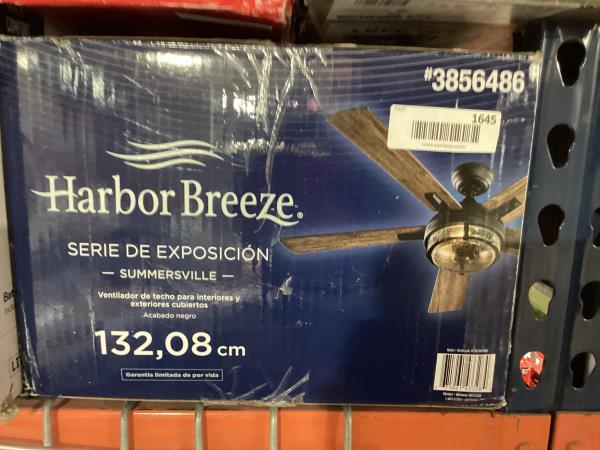 #3856486
1645
Harbor Breeze®
SERIE DE EXPOSICIÓN
— SUMMERSVILLE —
Ventilador de techo para interiores y
exteriores cubiertos
Acabado negro
132,08 cm
Garantía limitada de por vida